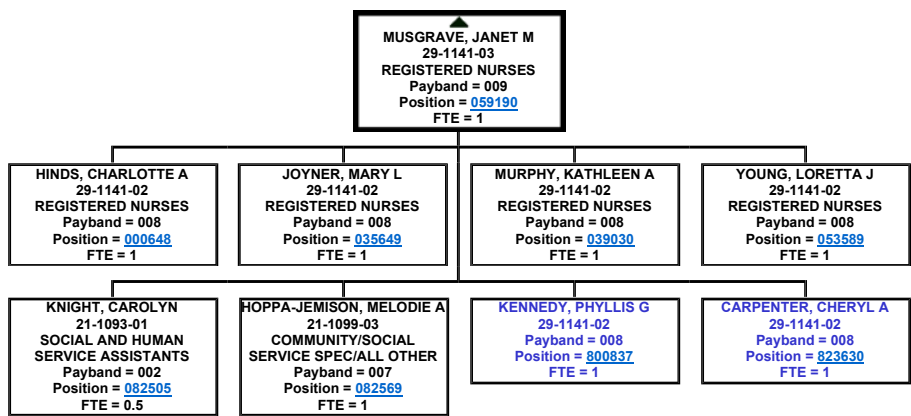 MUSGRAVE, JANET M
29-1141-03
REGISTERED NURSES
Payband = 009
Position = 059190
FTE = 1
HINDS, CHARLOTTE A
29-1141-02
REGISTERED NURSES
Payband = 008
Position = 000648
FTE = 1
JOYNER, MARY L
29-1141-02
REGISTERED NURSES
Payband = 008
Position = 035649
FTE = 1
MURPHY, KATHLEEN A
29-1141-02
REGISTERED NURSES
Payband = 008
Position = 039030
FTE = 1
YOUNG, LORETTA J
29-1141-02
REGISTERED NURSES
Payband = 008
Position = 053589
FTE = 1
KNIGHT, CAROLYN
21-1093-01
SOCIAL AND HUMAN
SERVICE ASSISTANTS
Payband = 002
Position = 082505
FTE = 0.5
HOPPA-JEMISON, MELODIE A
21-1099-03
COMMUNITY/SOCIAL
SERVICE SPEC/ALL OTHER
Payband = 007
Position = 082569
FTE = 1
KENNEDY, PHYLLIS G
29-1141-02
Payband = 008
Position = 800837
FTE = 1
CARPENTER, CHERYL A
29-1141-02
Payband = 008
Position = 823630
FTE = 1